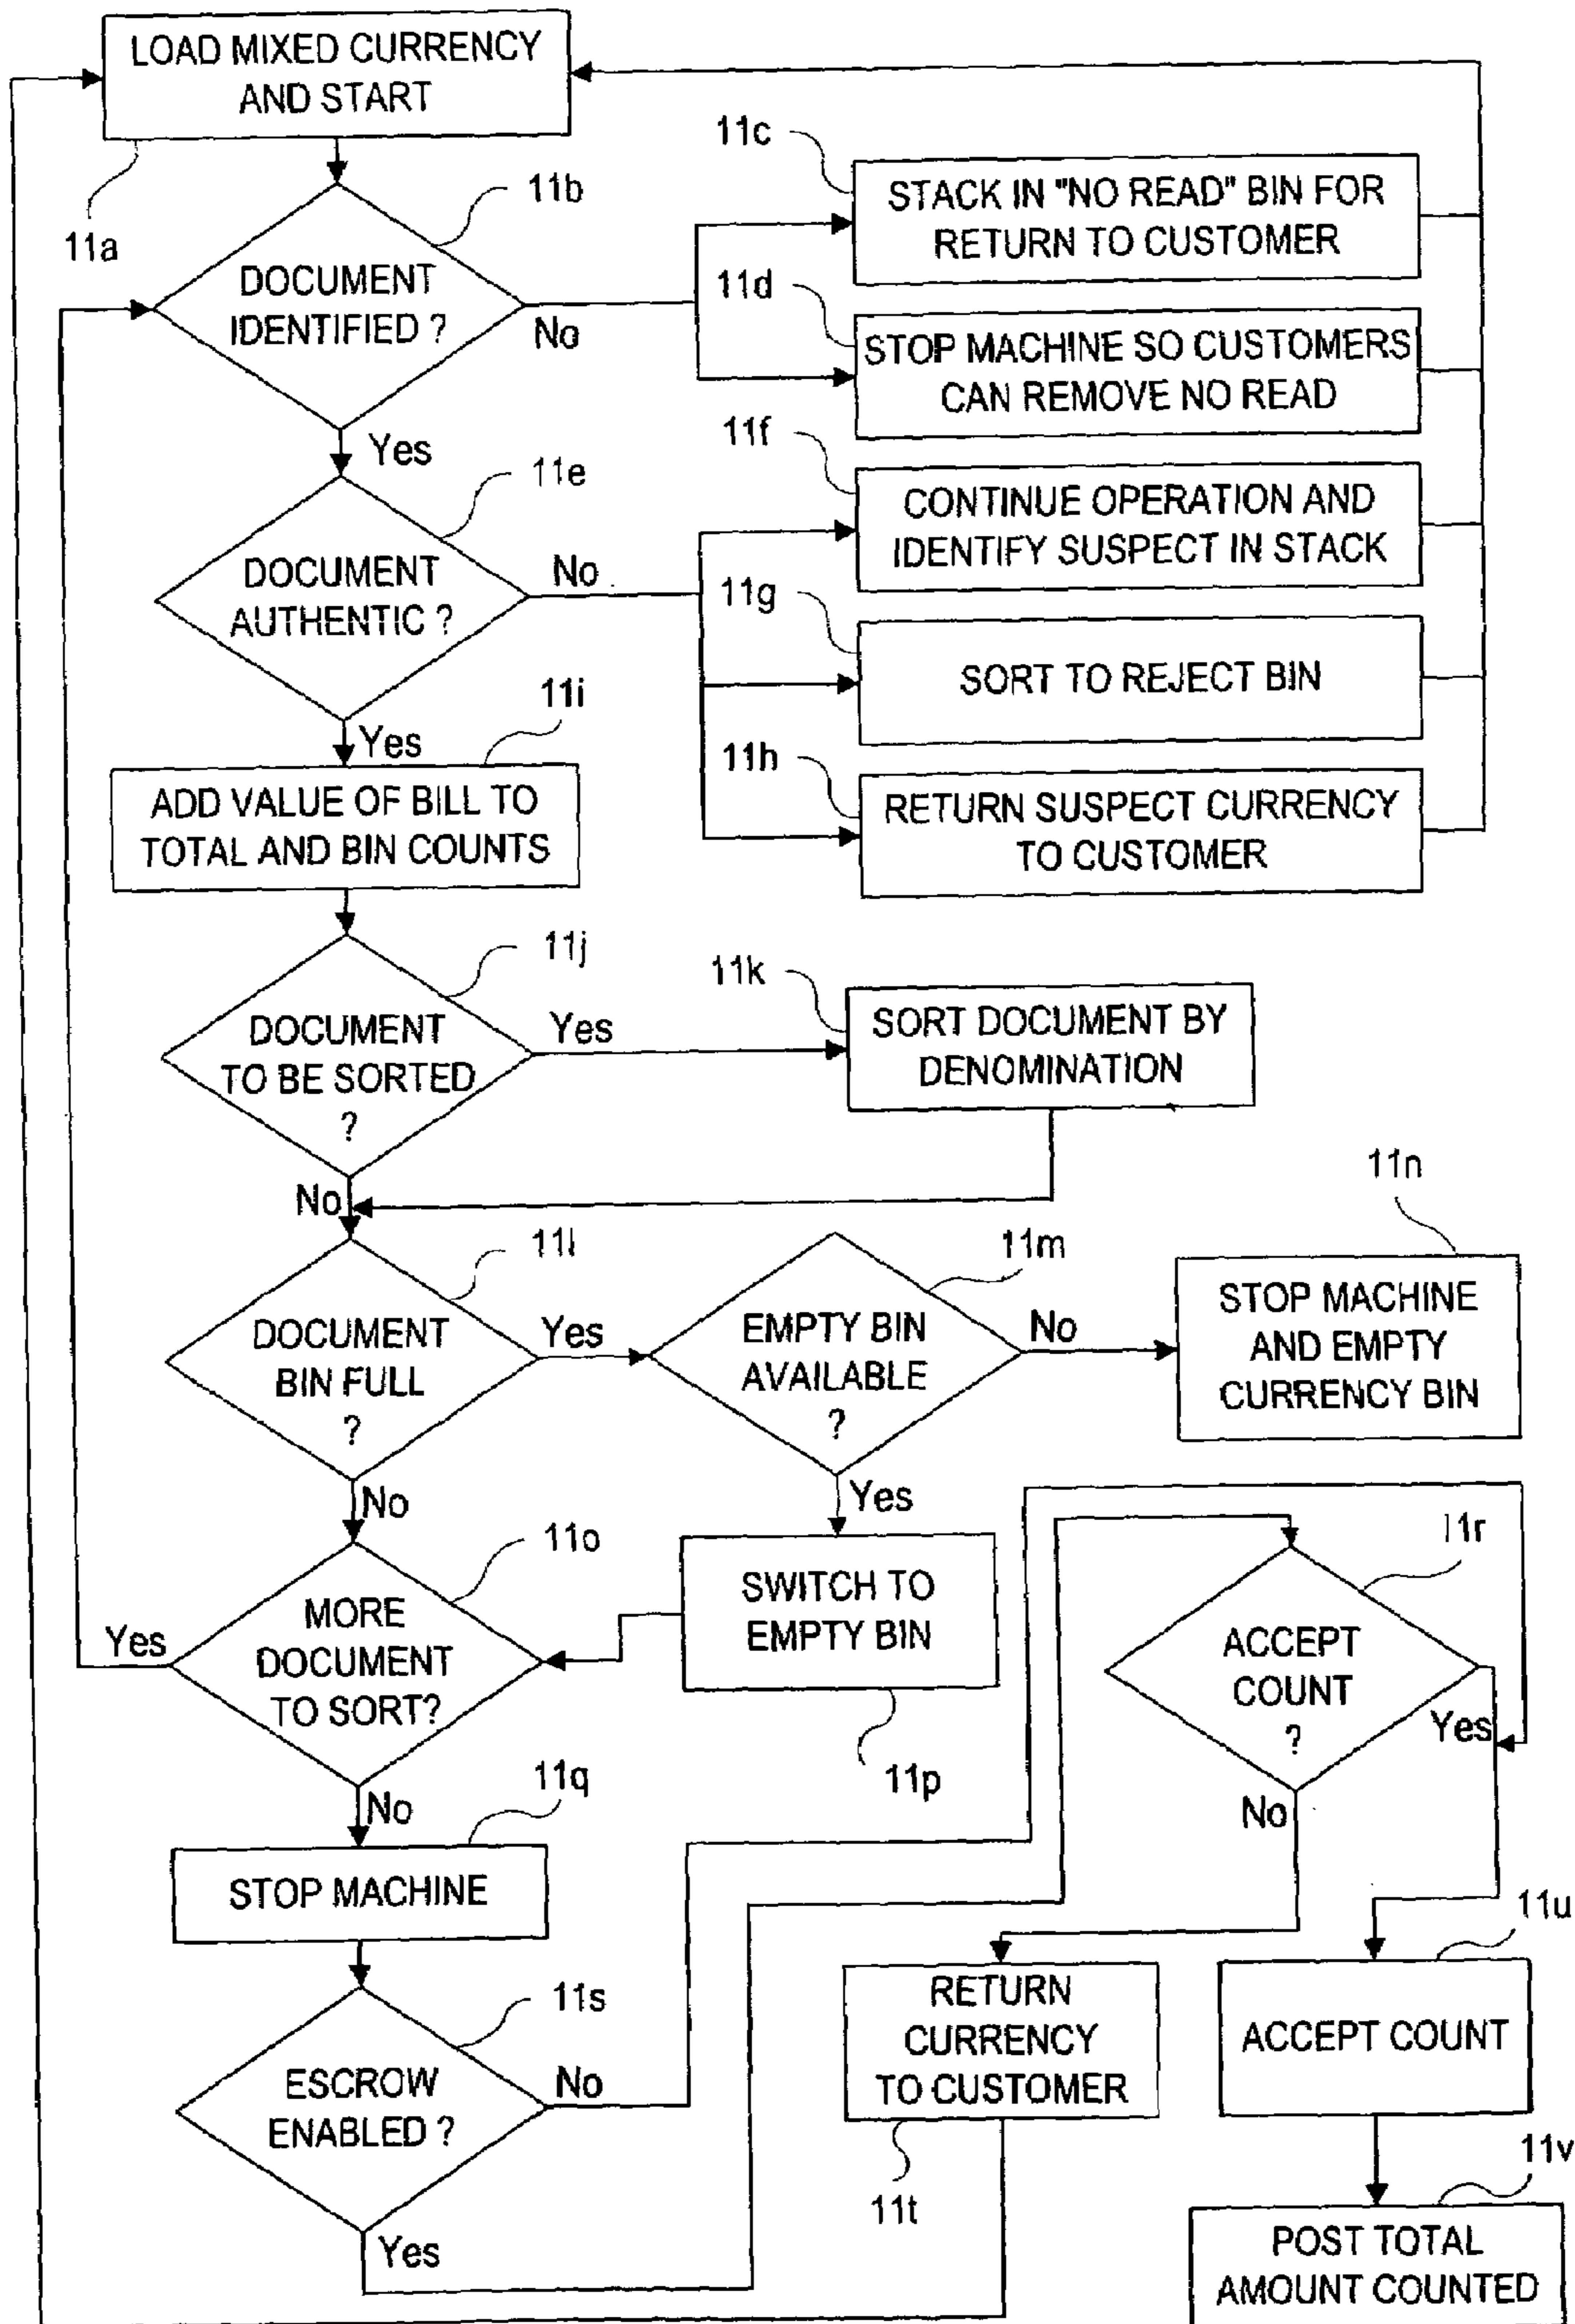 LOAD MIXED CURRENCY
AND START
11a
11b
DOCUMENT
IDENTIFIED ?
No
Yes
11c
STACK IN "NO READ" BIN FOR
RETURN TO CUSTOMER
11d
STOP MACHINE SO CUSTOMERS
CAN REMOVE NO READ
11e
DOCUMENT
AUTHENTIC ?
No
Yes
11f
CONTINUE OPERATION AND
IDENTIFY SUSPECT IN STACK
11g
SORT TO REJECT BIN
11h
RETURN SUSPECT CURRENCY
TO CUSTOMER
11i
ADD VALUE OF BILL TO
TOTAL AND BIN COUNTS
11j
DOCUMENT
TO BE SORTED
?
Yes
No
11k
SORT DOCUMENT BY
DENOMINATION
11l
DOCUMENT
BIN FULL
?
Yes
No
11m
EMPTY BIN
AVAILABLE
?
No
Yes
11n
STOP MACHINE
AND EMPTY
CURRENCY BIN
11o
MORE
DOCUMENT
TO SORT?
Yes
No
SWITCH TO
EMPTY BIN
11p
11r
ACCEPT
COUNT
?
Yes
No
11q
STOP MACHINE
11s
ESCROW
ENABLED ?
No
Yes
RETURN
CURRENCY
TO CUSTOMER
11t
11u
ACCEPT COUNT
11v
POST TOTAL
AMOUNT COUNTED